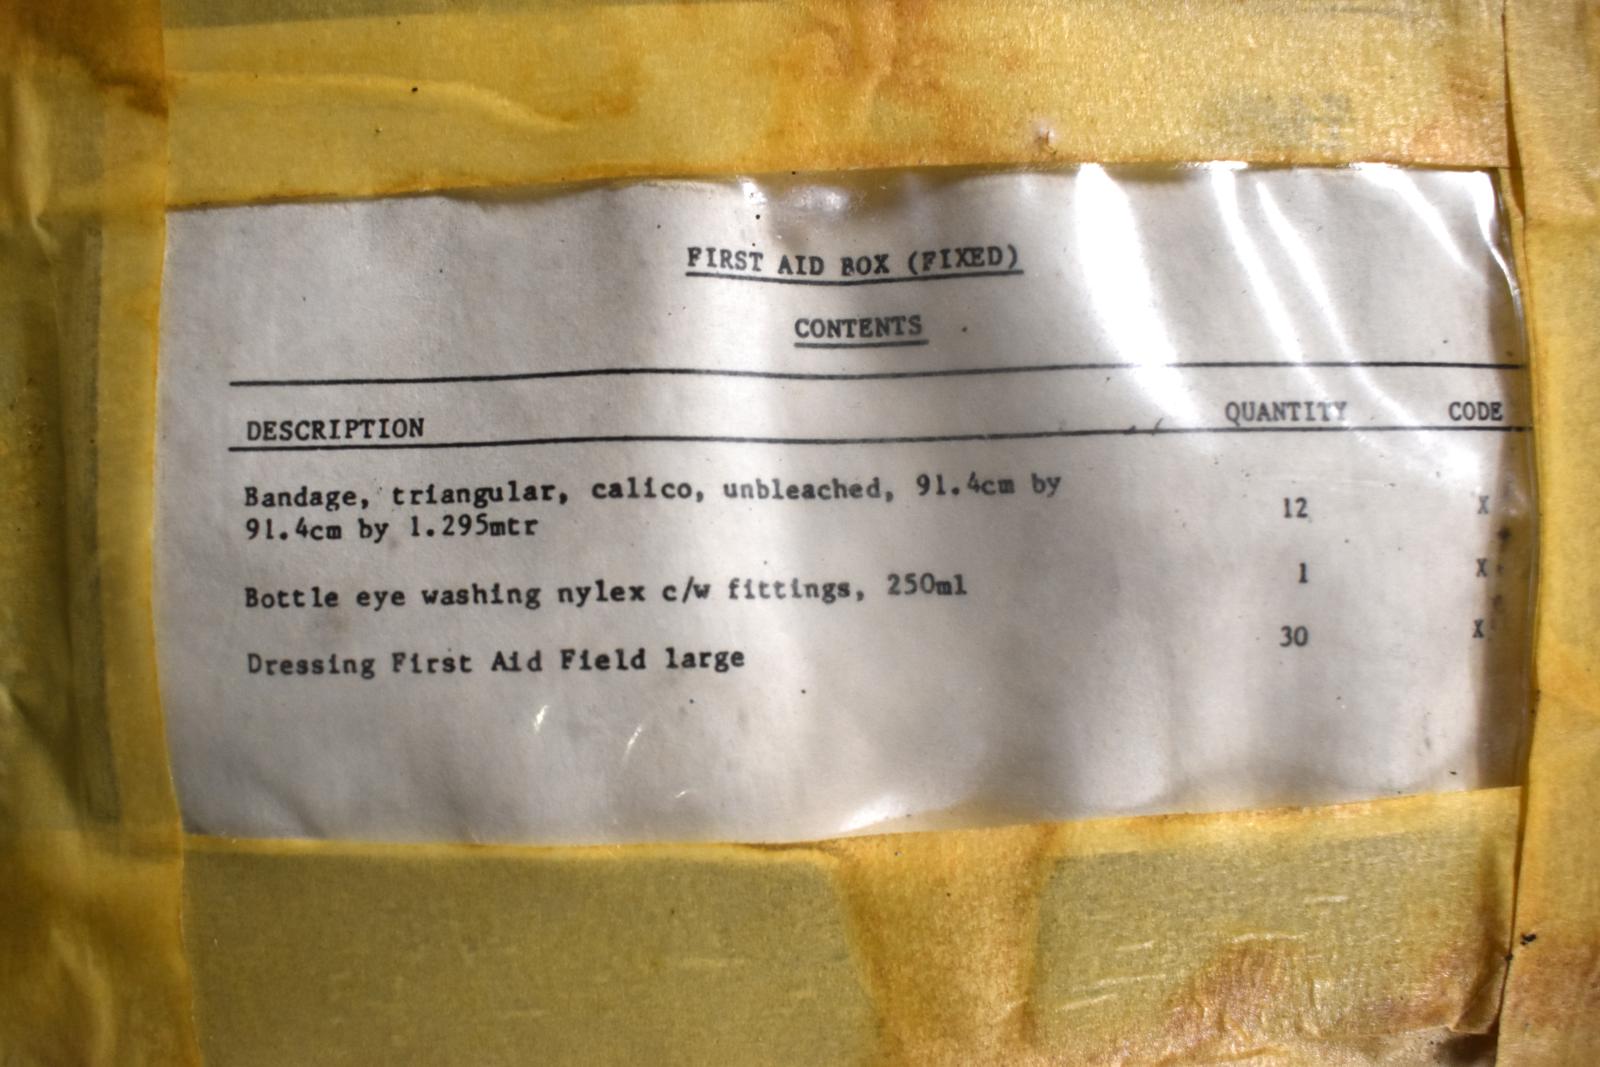 FIRST AID BOX (FIXED)
CONTENTS
DESCRIPTION QUANTITY CODE
Bandage, triangular, calico, unbleached, 91.4cm by
91.4cm by 1.295mtr 12 X
Bottle eye washing nylex c/w fittings, 250ml 1 X
Dressing First Aid Field large 30 X